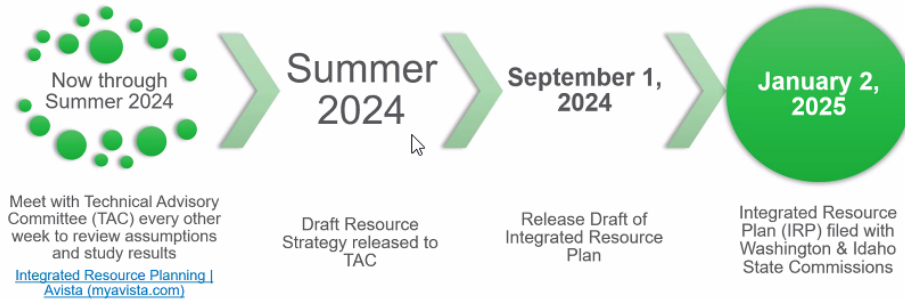 Now through
Summer 2024
Summer
2024
September 1,
2024
January 2,
2025
Meet with Technical Advisory
Committee (TAC) every other
week to review assumptions
and study results
Integrated Resource Planning |
Avista (myavista.com)
Draft Resource
Strategy released to
TAC
Release Draft of
Integrated Resource
Plan
Integrated Resource
Plan (IRP) filed with
Washington & Idaho
State Commissions